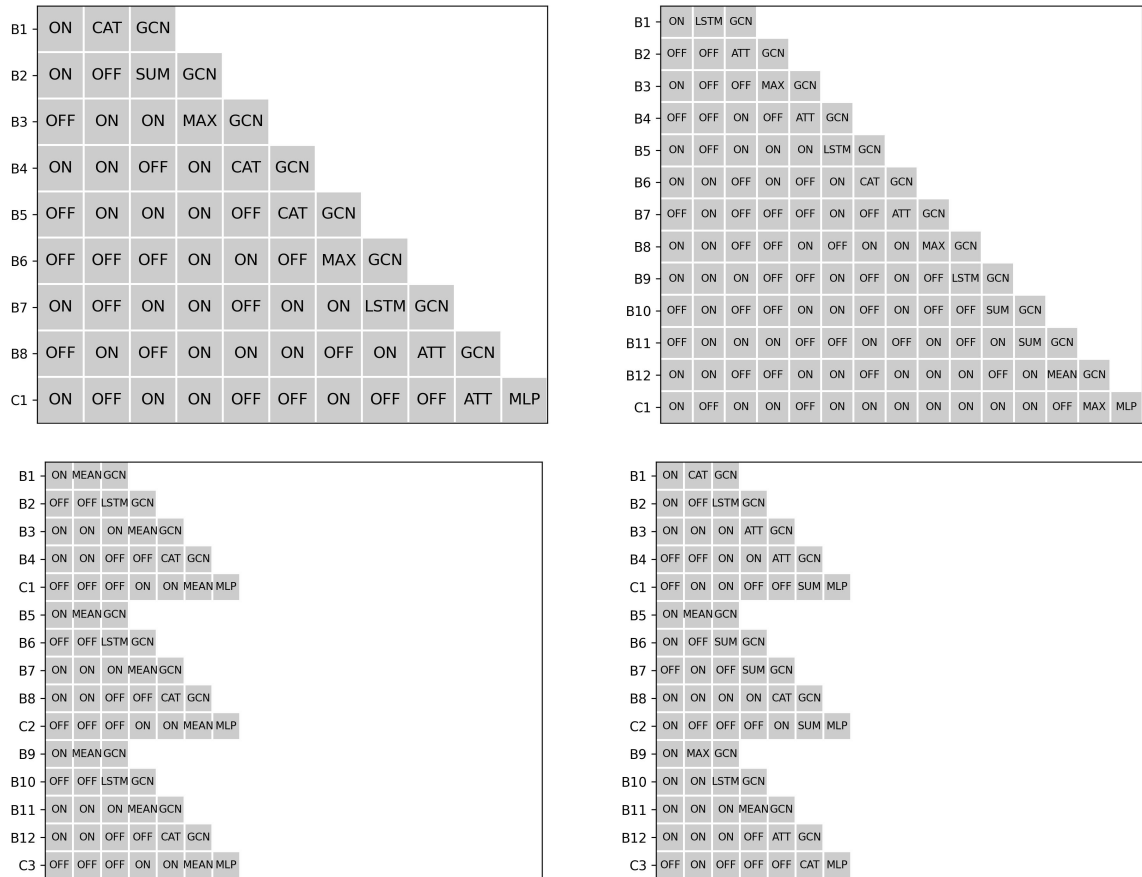 B1 ON CAT GCN
B2 ON OFF SUM GCN
B3 OFF ON ON MAX GCN
B4 ON ON OFF ON CAT GCN
B5 OFF ON ON ON OFF CAT GCN
B6 OFF OFF OFF ON ON OFF MAX GCN
B7 ON OFF ON ON OFF ON ON LSTM GCN
B8 OFF ON OFF ON ON ON OFF ON ATT GCN
C1 ON OFF ON ON OFF OFF ON OFF OFF ATT MLP
B1 ON LSTM GCN
B2 OFF OFF ATT GCN
B3 ON OFF OFF MAX GCN
B4 OFF OFF ON OFF ATT GCN
B5 ON OFF ON ON ON LSTM GCN
B6 ON ON OFF ON OFF ON CAT GCN
B7 OFF ON OFF OFF OFF ON OFF ATT GCN
B8 ON ON OFF OFF ON OFF ON ON MAX GCN
B9 ON ON ON OFF OFF ON OFF ON OFF LSTM GCN
B10 OFF ON OFF OFF ON ON ON ON OFF OFF SUM GCN
B11 OFF ON ON ON OFF ON OFF ON OFF ON ON SUM GCN
B12 ON ON OFF OFF ON OFF ON ON ON OFF ON MEAN GCN
C1 ON OFF ON ON OFF ON ON ON ON ON ON ON OFF MAX MLP
B1 ON MEAN GCN
B2 OFF OFF LSTM GCN
B3 ON ON ON MEAN GCN
B4 ON ON OFF OFF CAT GCN
C1 OFF OFF OFF ON ON MEAN MLP
B5 ON MEAN GCN
B6 OFF OFF LSTM GCN
B7 ON ON ON MEAN GCN
B8 ON ON OFF OFF CAT GCN
C2 OFF OFF OFF ON ON MEAN MLP
B9 ON MEAN GCN
B10 OFF OFF LSTM GCN
B11 ON ON ON MEAN GCN
B12 ON ON OFF OFF CAT GCN
C3 OFF OFF OFF ON ON MEAN MLP
B1 ON CAT GCN
B2 ON OFF LSTM GCN
B3 ON ON ON ATT GCN
B4 OFF OFF ON ON ATT GCN
C1 OFF ON ON OFF OFF SUM MLP
B5 ON MEAN GCN
B6 ON OFF SUM GCN
B7 OFF ON OFF SUM GCN
B8 ON ON ON ON CAT GCN
C2 ON OFF OFF OFF ON SUM MLP
B9 ON MAX GCN
B10 ON ON LSTM GCN
B11 ON ON ON MEAN GCN
B12 ON ON ON OFF ATT GCN
C3 OFF ON OFF OFF OFF CAT MLP